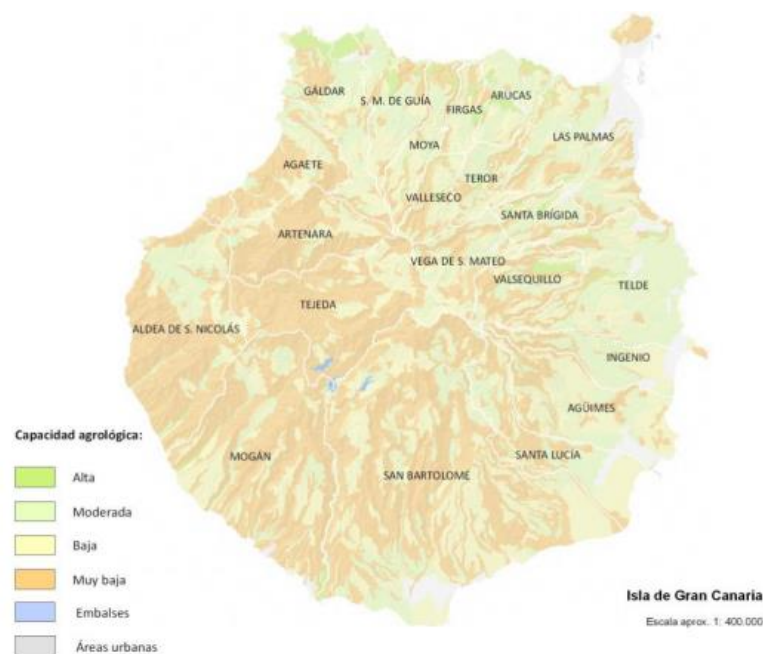 GÁLDAR
S. M. DE GUÍA
FIRGAS
ARUCAS
MOYA
LAS PALMAS
AGAETE
TEROR
VALLESECO
SANTA BRÍGIDA
ARTENARA
VEGA DE S. MATEO
VALSEQUILLO
TELDE
TEJEDA
ALDEA DE S. NICOLÁS
INGENIO
AGÜIMES
MOGÁN
SAN BARTOLOME
SANTA LUCÍA
Capacidad agrológica:
Alta
Moderada
Baja
Muy baja
Embalses
Áreas urbanas
Isla de Gran Canaria
Escala aprox. 1: 400.000